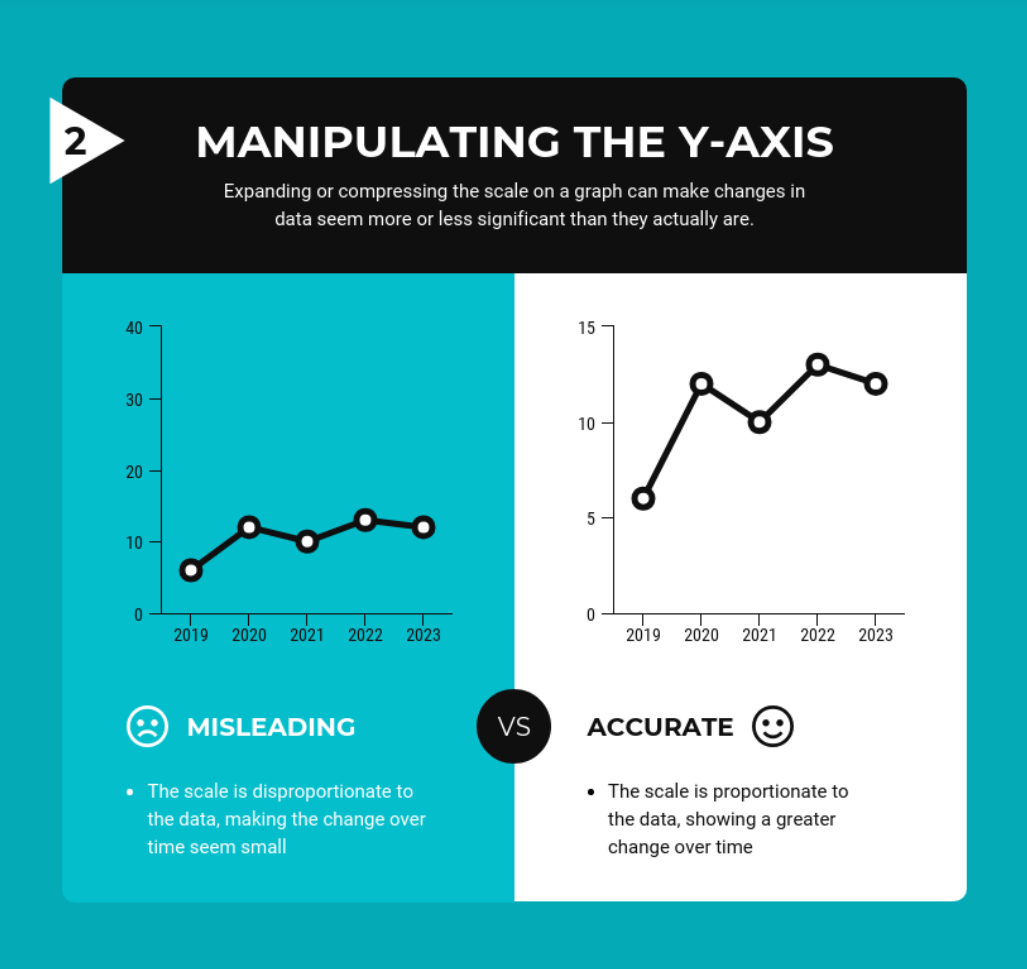 2
MANIPULATING THE Y-AXIS
Expanding or compressing the scale on a graph can make changes in
data seem more or less significant than they actually are.
40
30
20
10
0
2019 2020 2021 2022 2023
15
10
5
0
2019 2020 2021 2022 2023
MISLEADING
VS
ACCURATE
• The scale is disproportionate to
the data, making the change over
time seem small
• The scale is proportionate to
the data, showing a greater
change over time